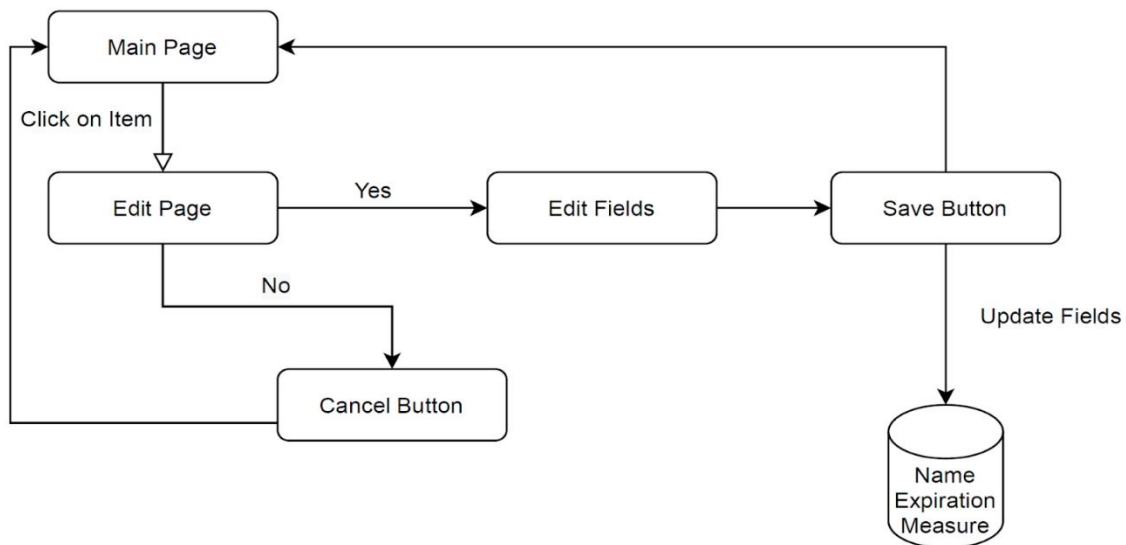 Main Page
Click on Item
Edit Page
Yes
Edit Fields
Save Button
No
Update Fields
Cancel Button
Name
Expiration
Measure